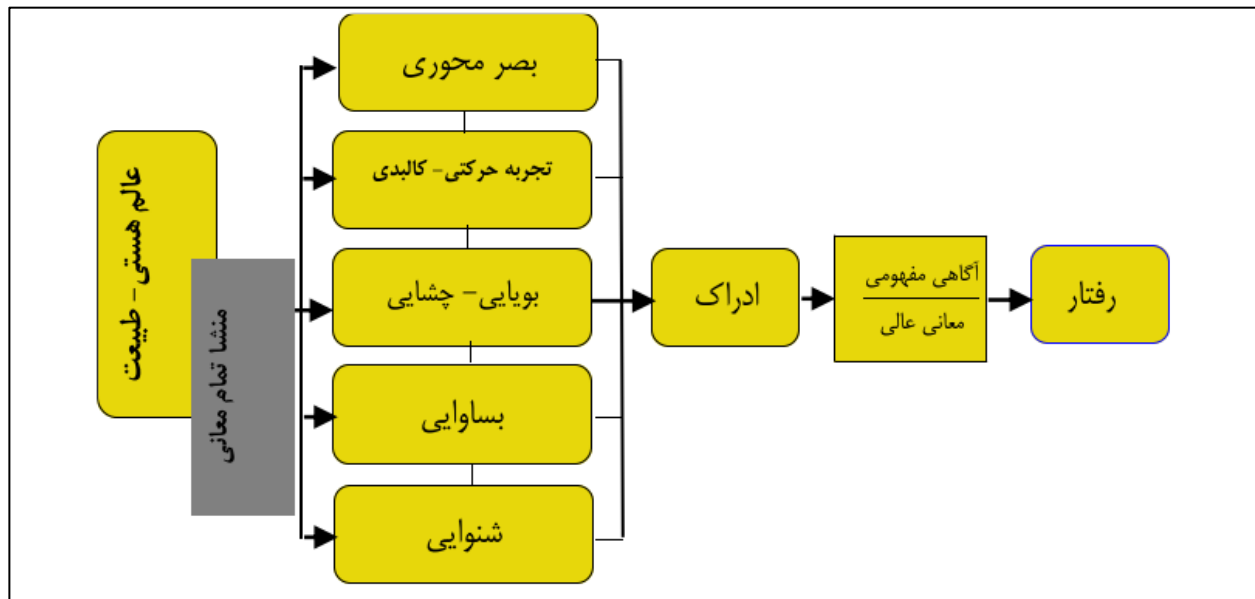 عالم هستی - طبیعت
منشا تمام معانی
بصر محوری
تجربه حرکتی - کالبدی
بویایی - چشایی
بساوایی
شنوایی
ادراک
آگاهی مفهومی
معانی عالی
رفتار